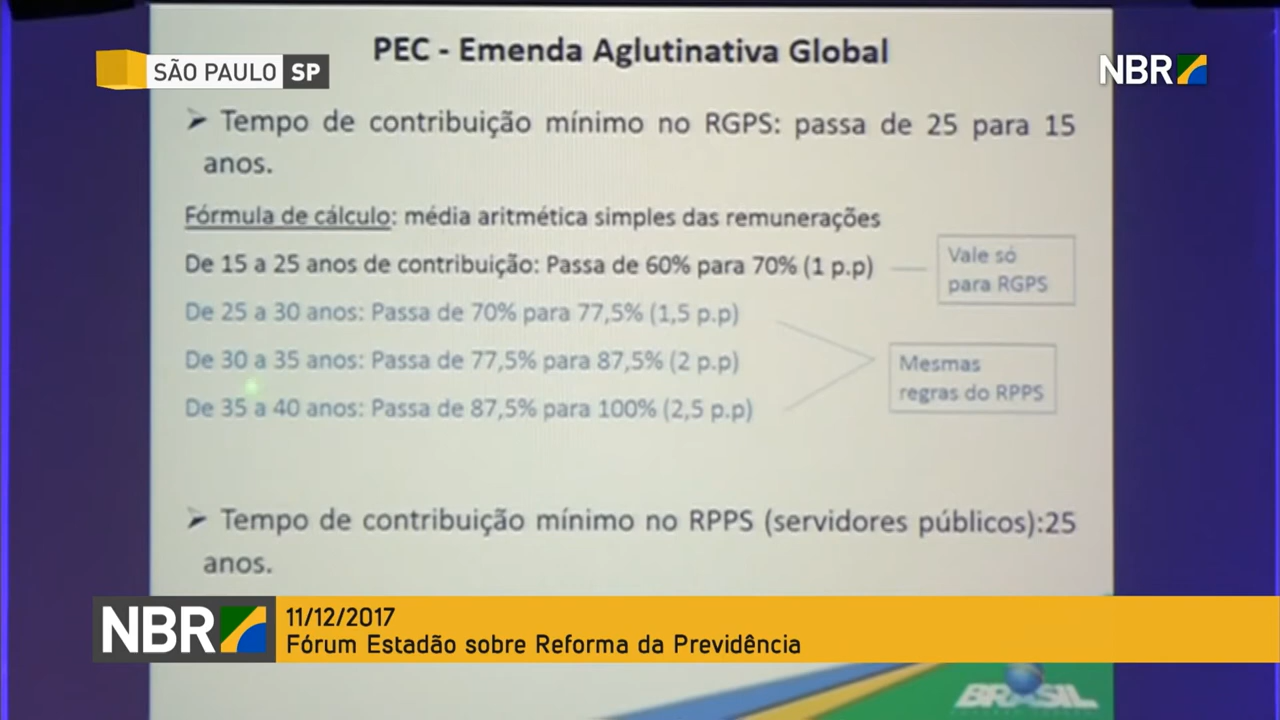 PEC - Emenda Aglutinativa Global
SÃO PAULO SP
NBR
➤ Tempo de contribuição mínimo no RGPS: passa de 25 para 15
anos.
Fórmula de cálculo: média aritmética simples das remunerações
De 15 a 25 anos de contribuição: Passa de 60% para 70% (1 p.p)
Vale só
para RGPS
De 25 a 30 anos: Passa de 70% para 77,5% (1,5 p.p)
De 30 a 35 anos: Passa de 77,5% para 87,5% (2 p.p)
De 35 a 40 anos: Passa de 87,5% para 100% (2,5 p.p)
Mesmas
regras do RPPS
➤ Tempo de contribuição mínimo no RPPS (servidores públicos):25
anos.
NBR
11/12/2017
Fórum Estadão sobre Reforma da Previdência
BRASIL